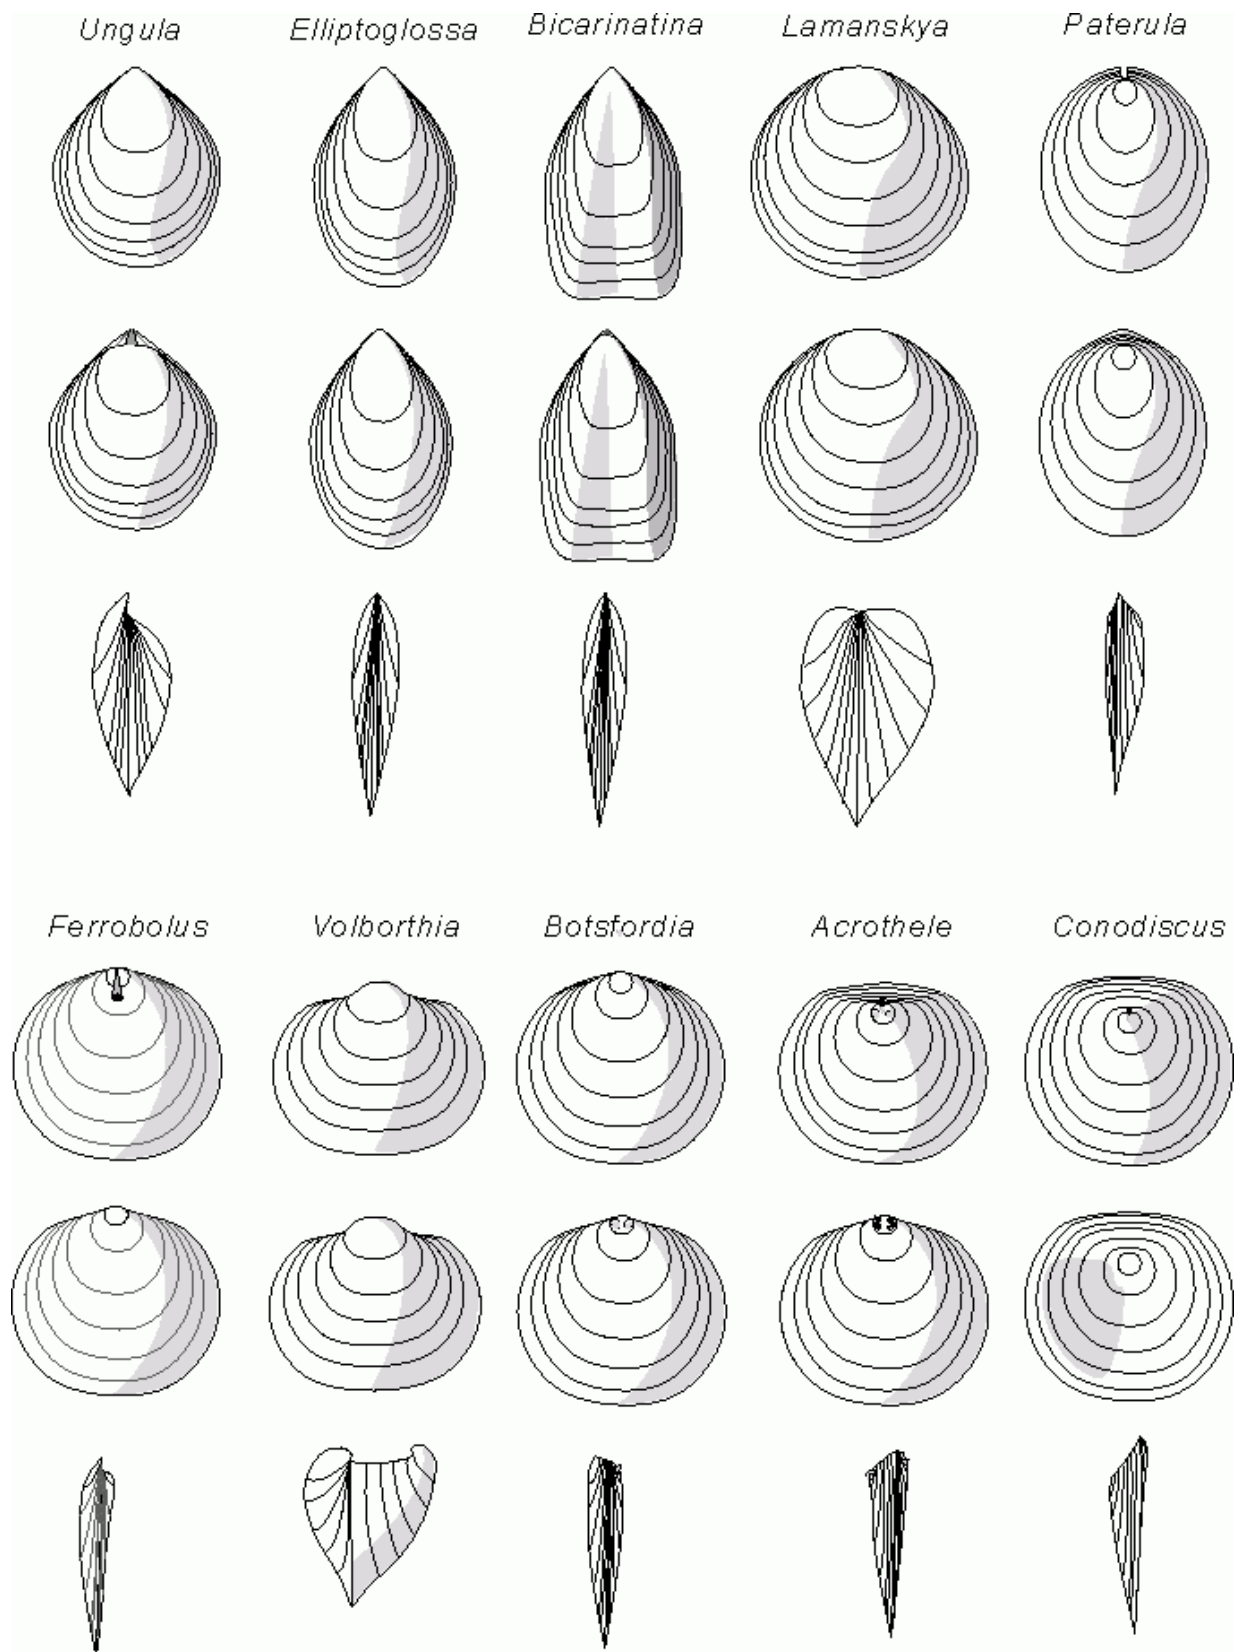 Ungula Elliptoglossa Bicarinatina Lamanskya Paterula
Ferrobolus Volborthia Botsfordia Acrothele Conodiscus